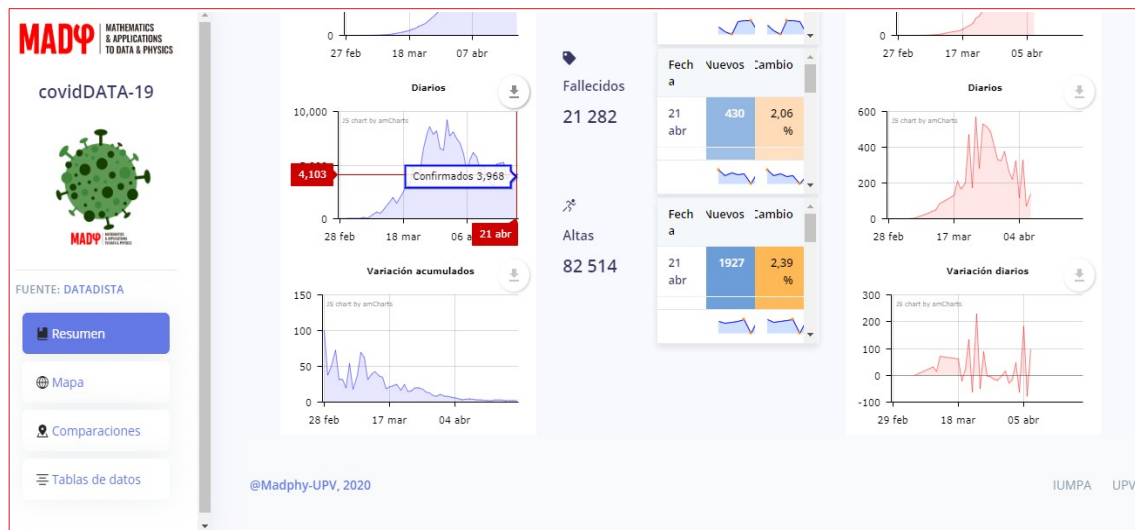 MADφ
MATHEMATICS
& APPLICATIONS
TO DATA & PHYSICS
covidDATA-19
MADφ
FUENTE: DATADISTA
Resumen
Mapa
Comparaciones
Tablas de datos
0
27 feb 18 mar 07 abr
Diarios
JS chart by amCharts
10,000
4,103
0
Confirmados 3,968
21 abr
28 feb 18 mar
Variación acumulados
JS chart by amCharts
150
100
50
0
28 feb 17 mar 04 abr
Fallecidos
21 282
Altas
82 514
Fech
a
Nuevos Cambio
21
abr
430 2,06
%
Fech
a
Nuevos Cambio
21
abr
1927 2,39
%
0
27 feb 17 mar 05 abr
Diarios
JS chart by amCharts
600
400
200
0
28 feb 17 mar 04 abr
Variación diarios
JS chart by amCharts
300
200
100
0
-100
29 feb 18 mar 05 abr
@Madphy-UPV, 2020
IUMPA UPV